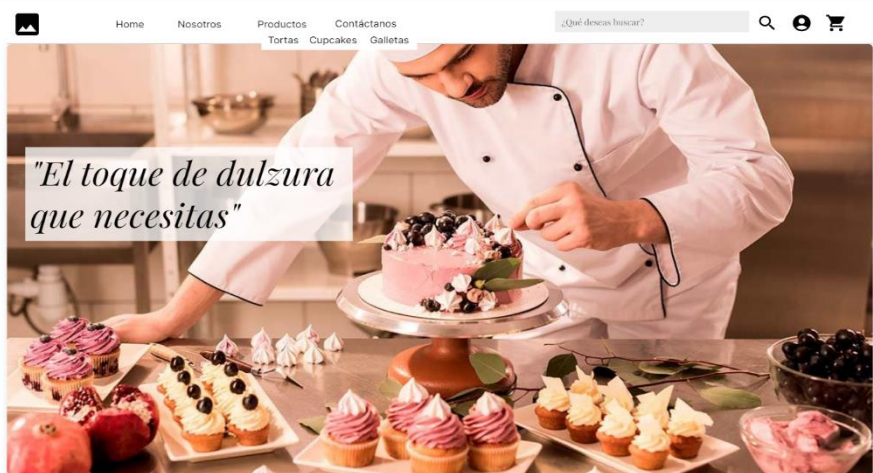 Home Nosotros Productos Contáctanos
¿Qué deseas buscar?
Tortas Cupcakes Galletas
"El toque de dulzura
que necesitas"